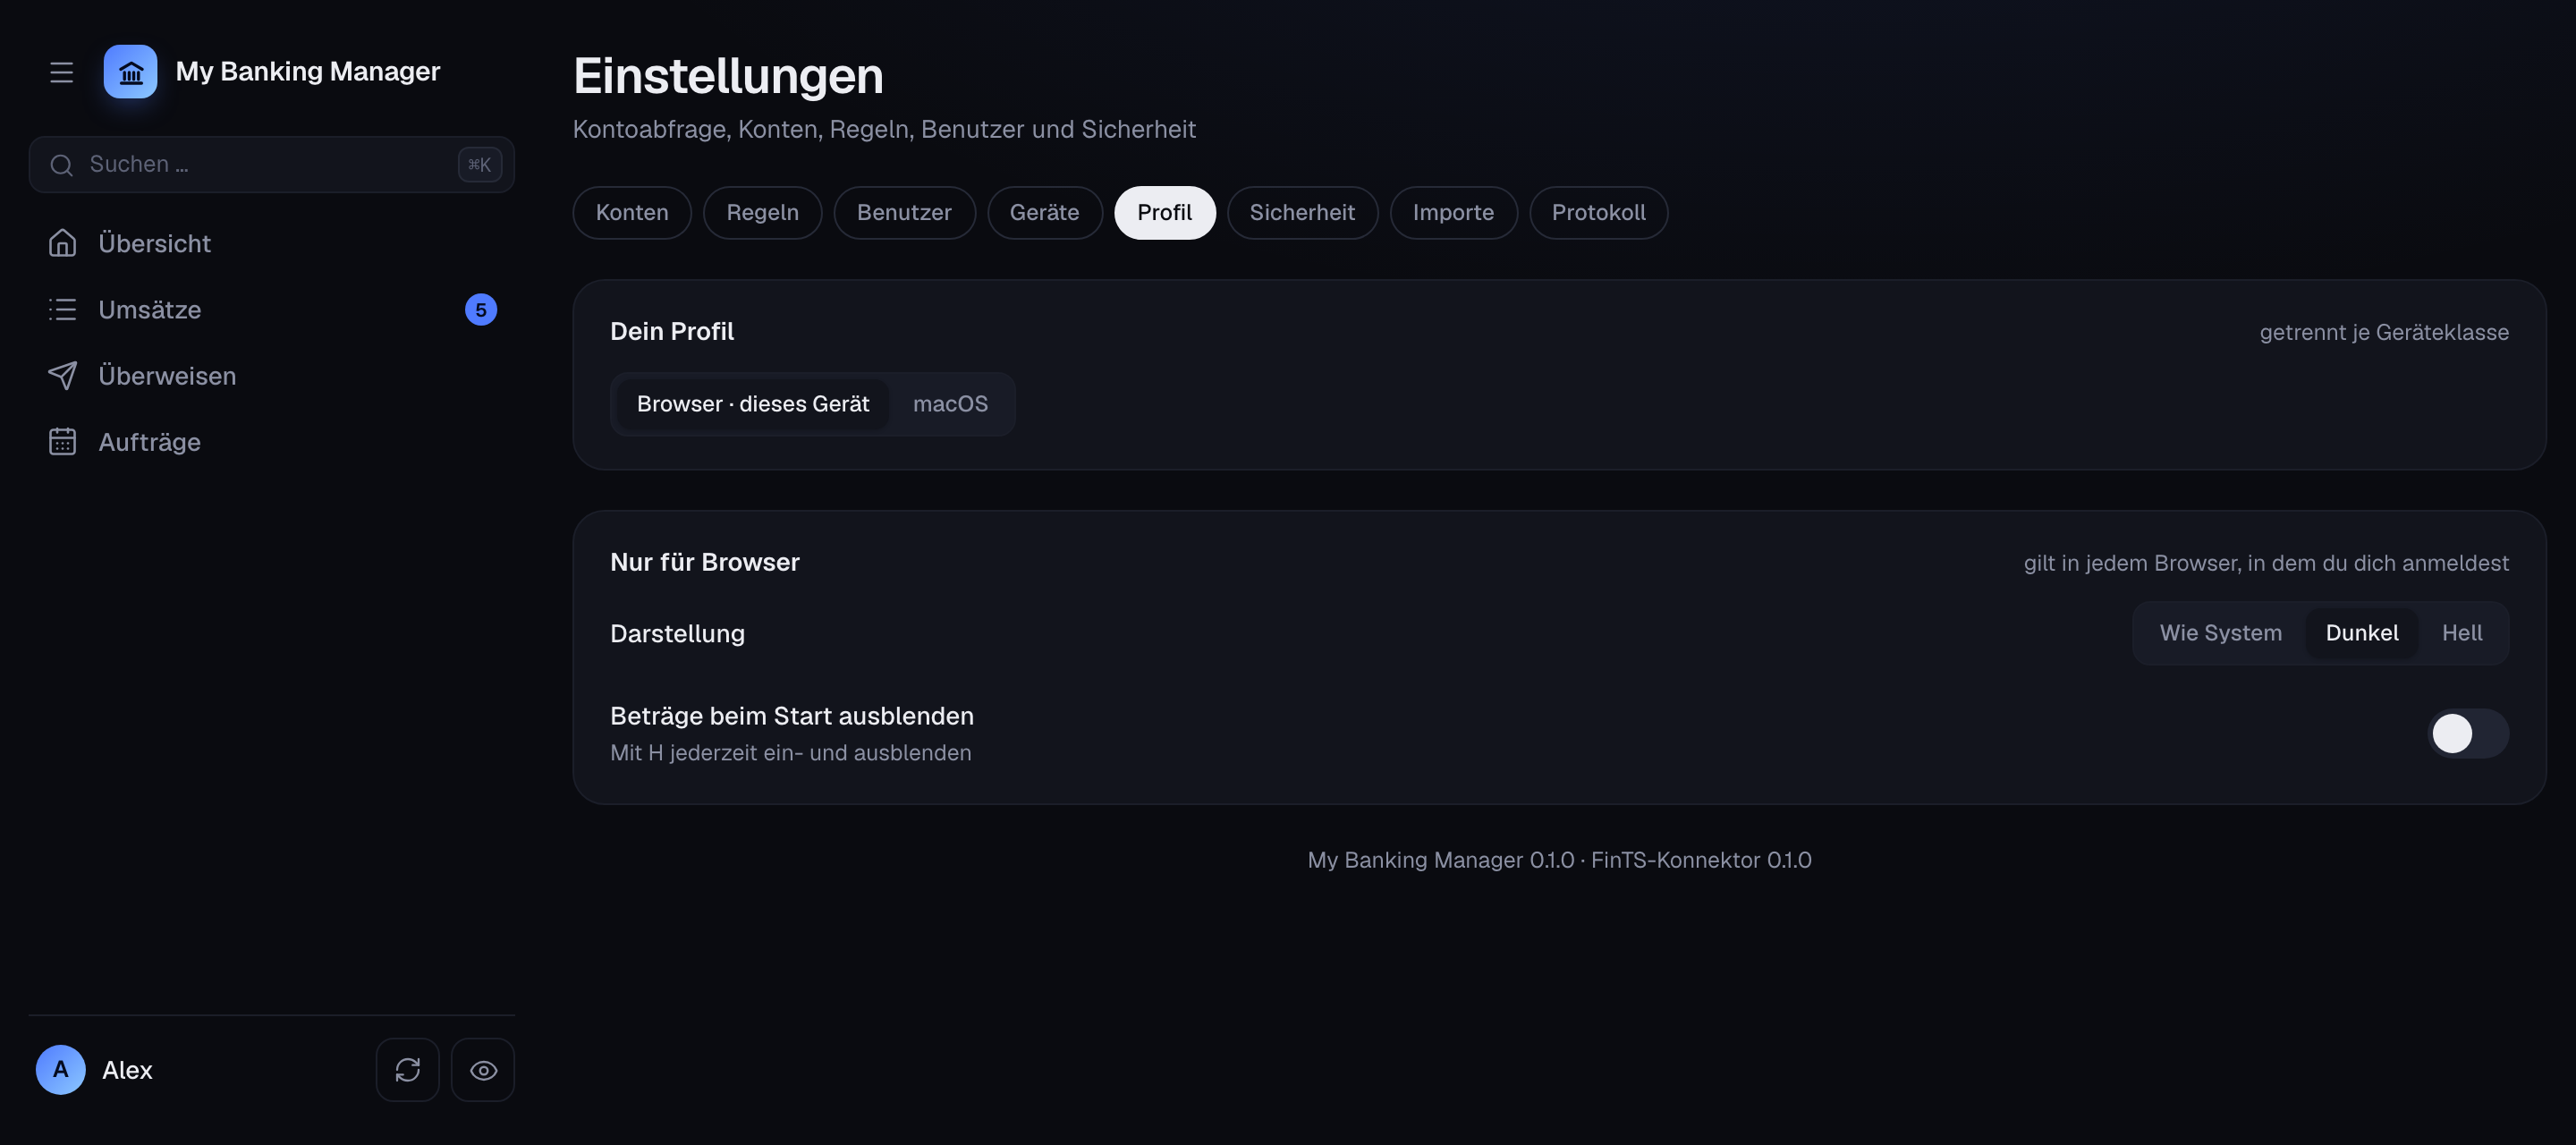 My Banking Manager
Suchen …
⌘K
Übersicht
Umsätze
5
Überweisen
Aufträge
A
Alex
Einstellungen
Kontoabfrage, Konten, Regeln, Benutzer und Sicherheit
Konten
Regeln
Benutzer
Geräte
Profil
Sicherheit
Importe
Protokoll
Dein Profil
getrennt je Geräteklasse
Browser · dieses Gerät
macOS
Nur für Browser
gilt in jedem Browser, in dem du dich anmeldest
Darstellung
Wie System
Dunkel
Hell
Beträge beim Start ausblenden
Mit H jederzeit ein- und ausblenden
My Banking Manager 0.1.0 · FinTS-Konnektor 0.1.0